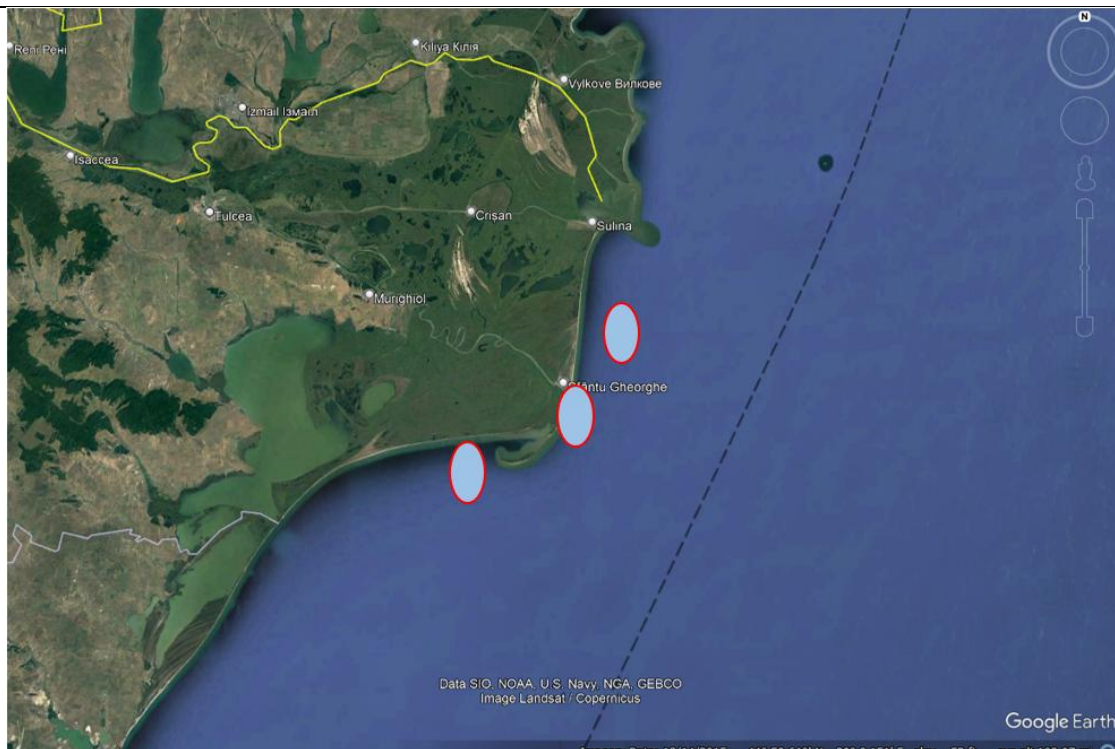 N
Reni Рені
Kiliya Кілія
Vylkove Вилкове
Izmail Ізмаїл
Isaccea
Tulcea
Crișan
Sulina
Murighiol
Sfântu Gheorghe
Data SIO, NOAA, U.S. Navy, NGA, GEBCO
Image Landsat / Copernicus
Google Earth